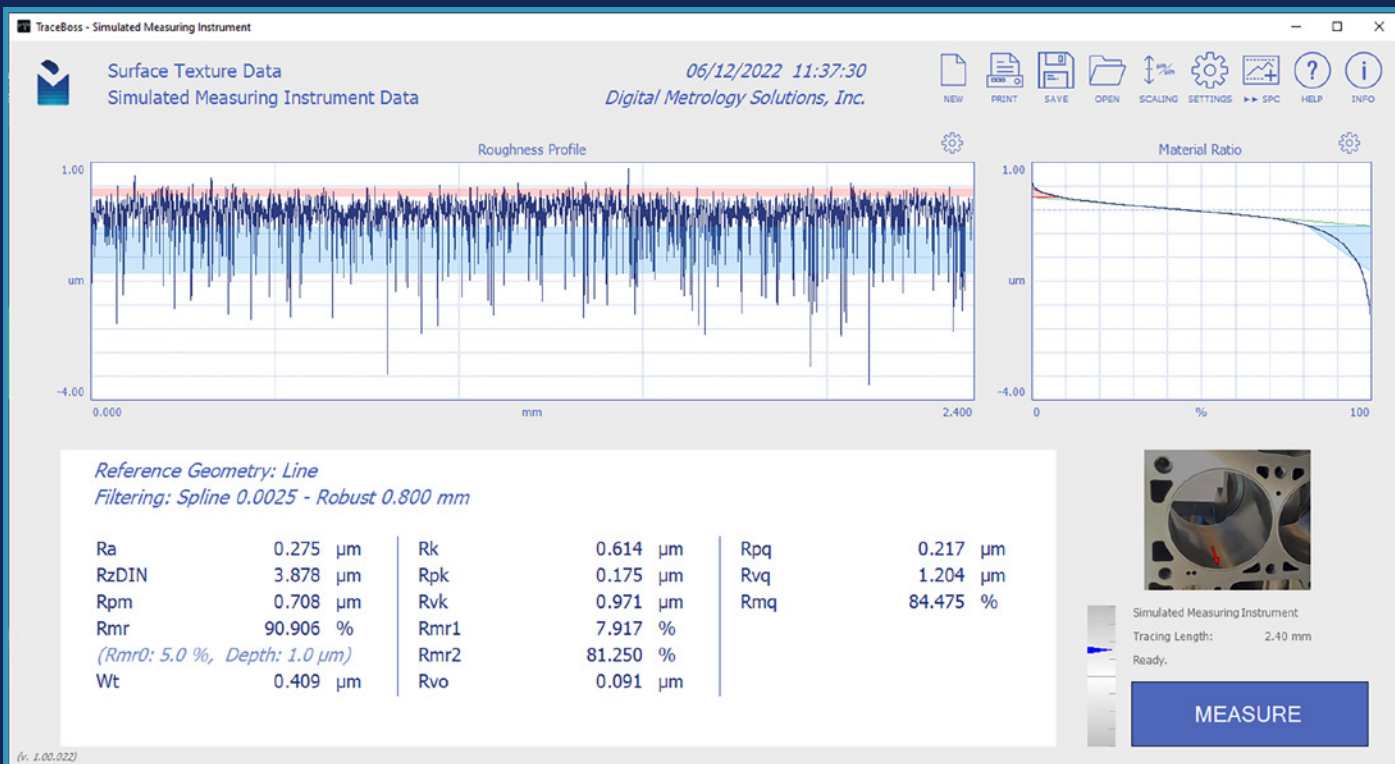 TraceBoss - Simulated Measuring Instrument
Surface Texture Data
Simulated Measuring Instrument Data
06/12/2022 11:37:30
Digital Metrology Solutions, Inc.
NEW PRINT SAVE OPEN SCALING SETTINGS ►► SPC HELP INFO
Roughness Profile
1.00
um
-4.00
0.000 mm 2.400
Material Ratio
1.00
um
-4.00
0 % 100
Reference Geometry: Line
Filtering: Spline 0.0025 - Robust 0.800 mm
Ra 0.275 µm Rk 0.614 µm Rpq 0.217 µm
RzDIN 3.878 µm Rpk 0.175 µm Rvq 1.204 µm
Rpm 0.708 µm Rvk 0.971 µm Rmq 84.475 %
Rmr 90.906 % Rmr1 7.917 %
(Rmr0: 5.0 %, Depth: 1.0 µm) Rmr2 81.250 %
Wt 0.409 µm Rvo 0.091 µm
Simulated Measuring Instrument
Tracing Length: 2.40 mm
Ready.
MEASURE
(v. 1.00.022)